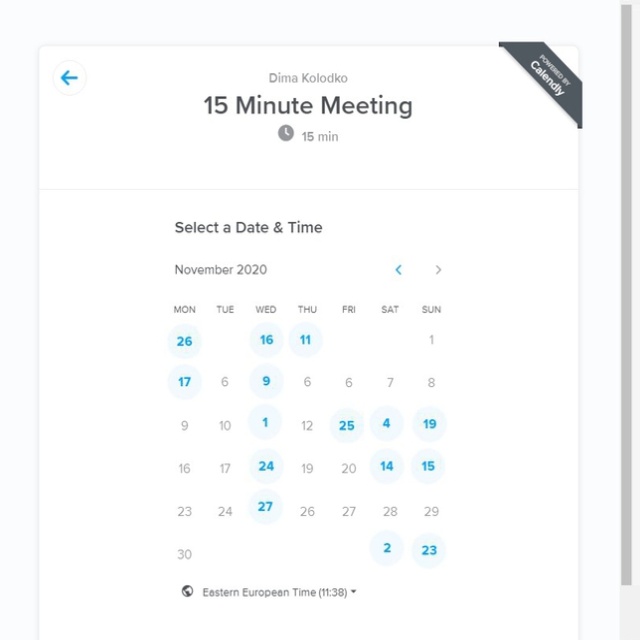 POWERED BY
Calendly
Dima Kolodko
15 Minute Meeting
15 min
Select a Date & Time
November 2020
MON TUE WED THU FRI SAT SUN
26 16 11 1
17 6 9 6 6 7 8
9 10 1 12 25 4 19
16 17 24 19 20 14 15
23 24 27 26 27 28 29
30 2 23
Eastern European Time (11:38)